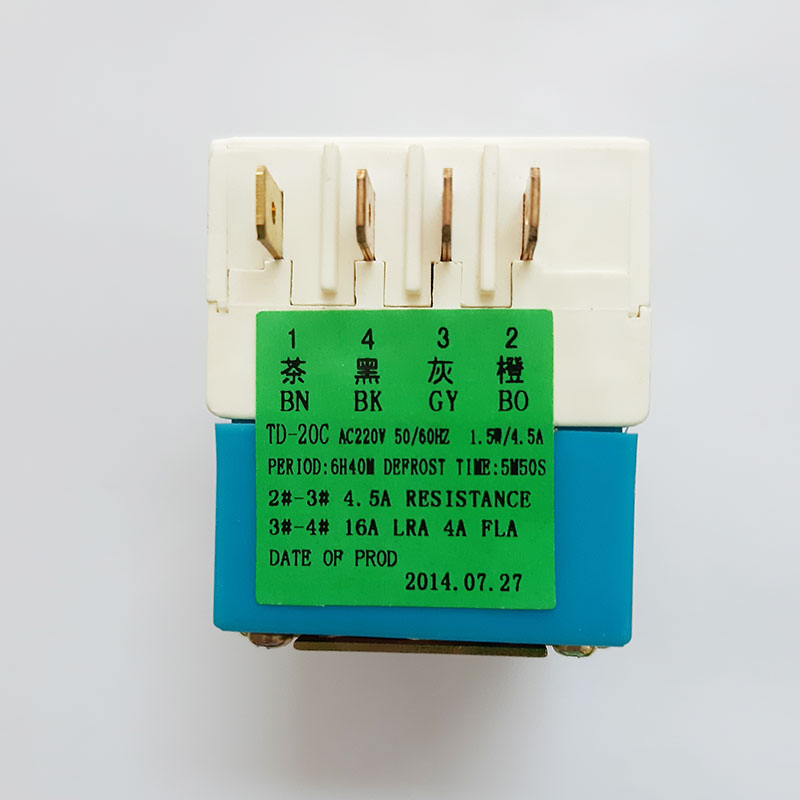 1 4 3 2
茶 黑 灰 橙
BN BK GY BO
TD-20C AC220V 50/60HZ 1.5W/4.5A
PERIOD:6H40M DEFROST TIME:5M50S
2#-3# 4.5A RESISTANCE
3#-4# 16A LRA 4A FLA
DATE OF PROD
2014.07.27